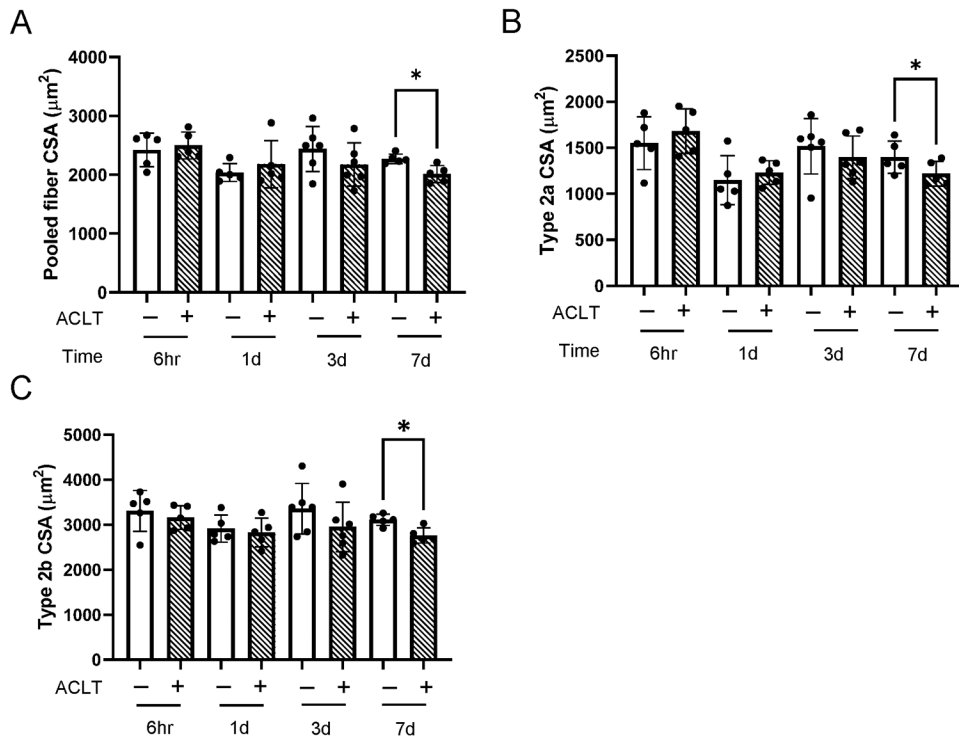 A
Pooled fiber CSA (μm²)
4000
3000
2000
1000
0
*
ACLT − + − + − + − +
Time 6hr 1d 3d 7d
B
Type 2a CSA (μm²)
2500
2000
1500
1000
500
0
*
ACLT − + − + − + − +
Time 6hr 1d 3d 7d
C
Type 2b CSA (μm²)
5000
4000
3000
2000
1000
0
*
ACLT − + − + − + − +
6hr 1d 3d 7d